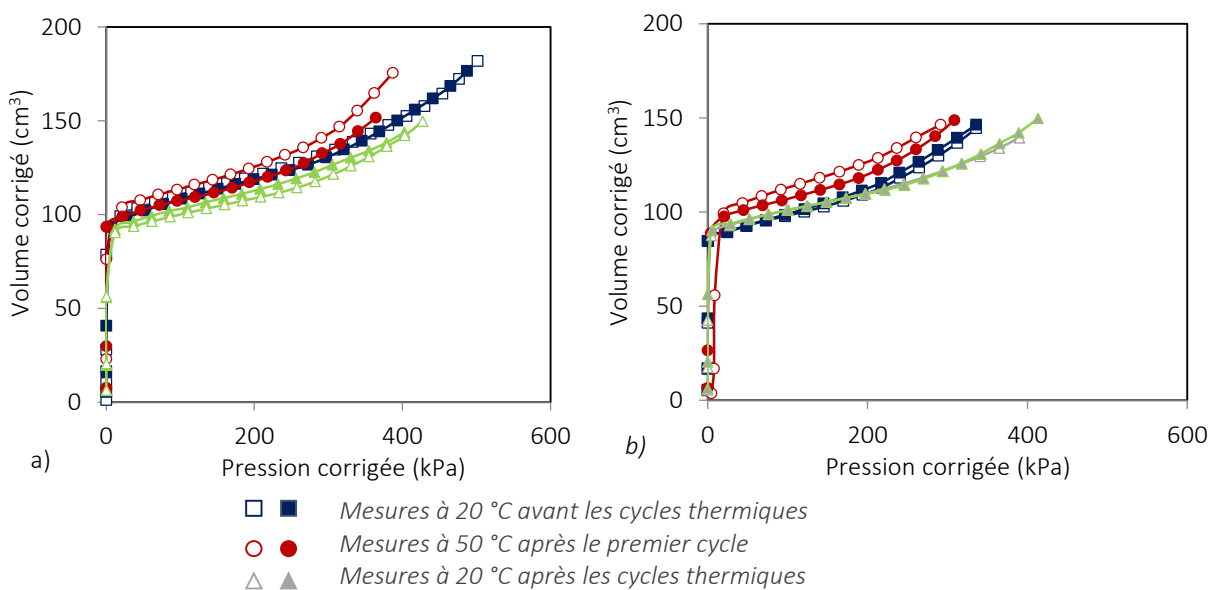 200
150
100
50
0
0
200
400
600
Volume corrigé (cm³)
Pression corrigée (kPa)
a)
200
150
100
50
0
0
200
400
600
Volume corrigé (cm³)
Pression corrigée (kPa)
b)
Mesures à 20 °C avant les cycles thermiques
Mesures à 50 °C après le premier cycle
Mesures à 20 °C après les cycles thermiques